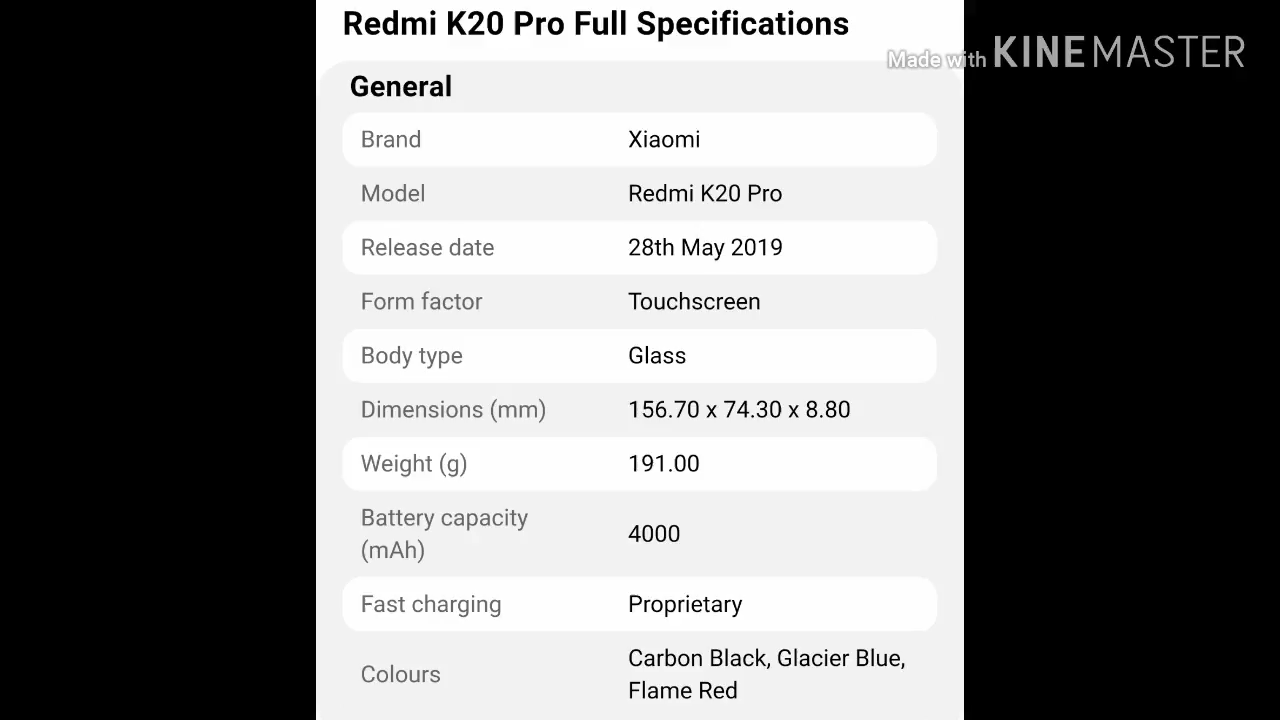 Redmi K20 Pro Full Specifications
Made with KINEMASTER
General
Brand Xiaomi
Model Redmi K20 Pro
Release date 28th May 2019
Form factor Touchscreen
Body type Glass
Dimensions (mm) 156.70 x 74.30 x 8.80
Weight (g) 191.00
Battery capacity
(mAh) 4000
Fast charging Proprietary
Colours Carbon Black, Glacier Blue,
Flame Red